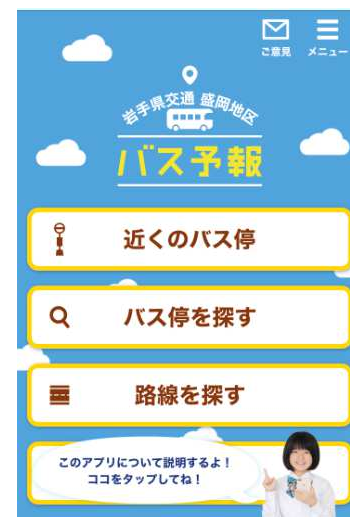 ご意見 メニュー
岩手県交通 盛岡地区
バス予報
近くのバス停
バス停を探す
路線を探す
このアプリについて説明するよ！
ココをタップしてね！